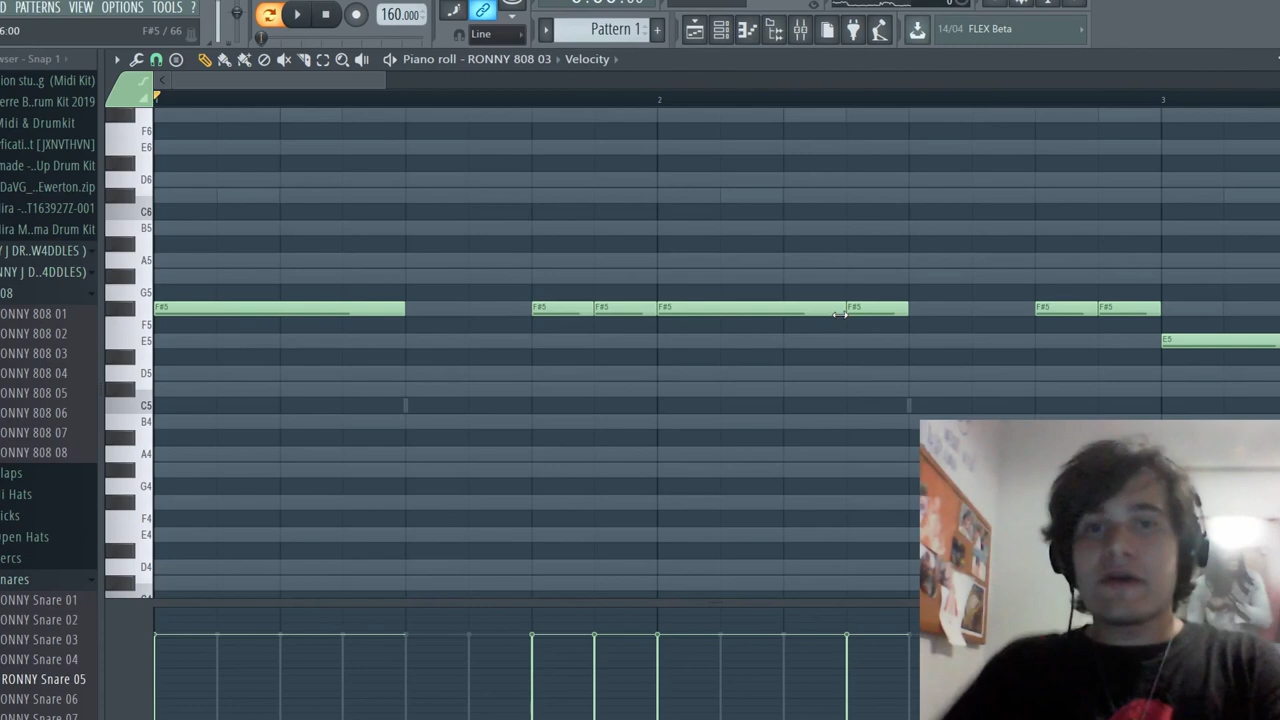 D PATTERNS VIEW OPTIONS TOOLS ?
6:00
F#5 / 66
160.000
Line
Pattern 1
+
14/04 FLEX Beta
wser - Snap 1
Piano roll - RONNY 808 03
Velocity
ion stu..g (Midi Kit)
erre B..rum Kit 2019
Midi & Drumkit
yficati..t [ JXNVTHVN]
made -..Up Drum Kit
DaVG_..Ewerton.zip
ira -..T163927Z-001
ira M..ma Drum Kit
Y J DR..W4DDLES )
NNY J D..4DDLES)
08
ONNY 808 01
ONNY 808 02
ONNY 808 03
ONNY 808 04
ONNY 808 05
ONNY 808 06
ONNY 808 07
ONNY 808 08
laps
i Hats
icks
pen Hats
ercs
nares
ONNY Snare 01
ONNY Snare 02
ONNY Snare 03
ONNY Snare 04
RONNY Snare 05
ONNY Snare 06
2
3
F6
E6
D6
C6
B5
A5
G5
F5
E5
D5
C5
B4
A4
G4
F4
E4
D4
F#5
F#5
F#5
F#5
F#5
F#5
F#5
E5